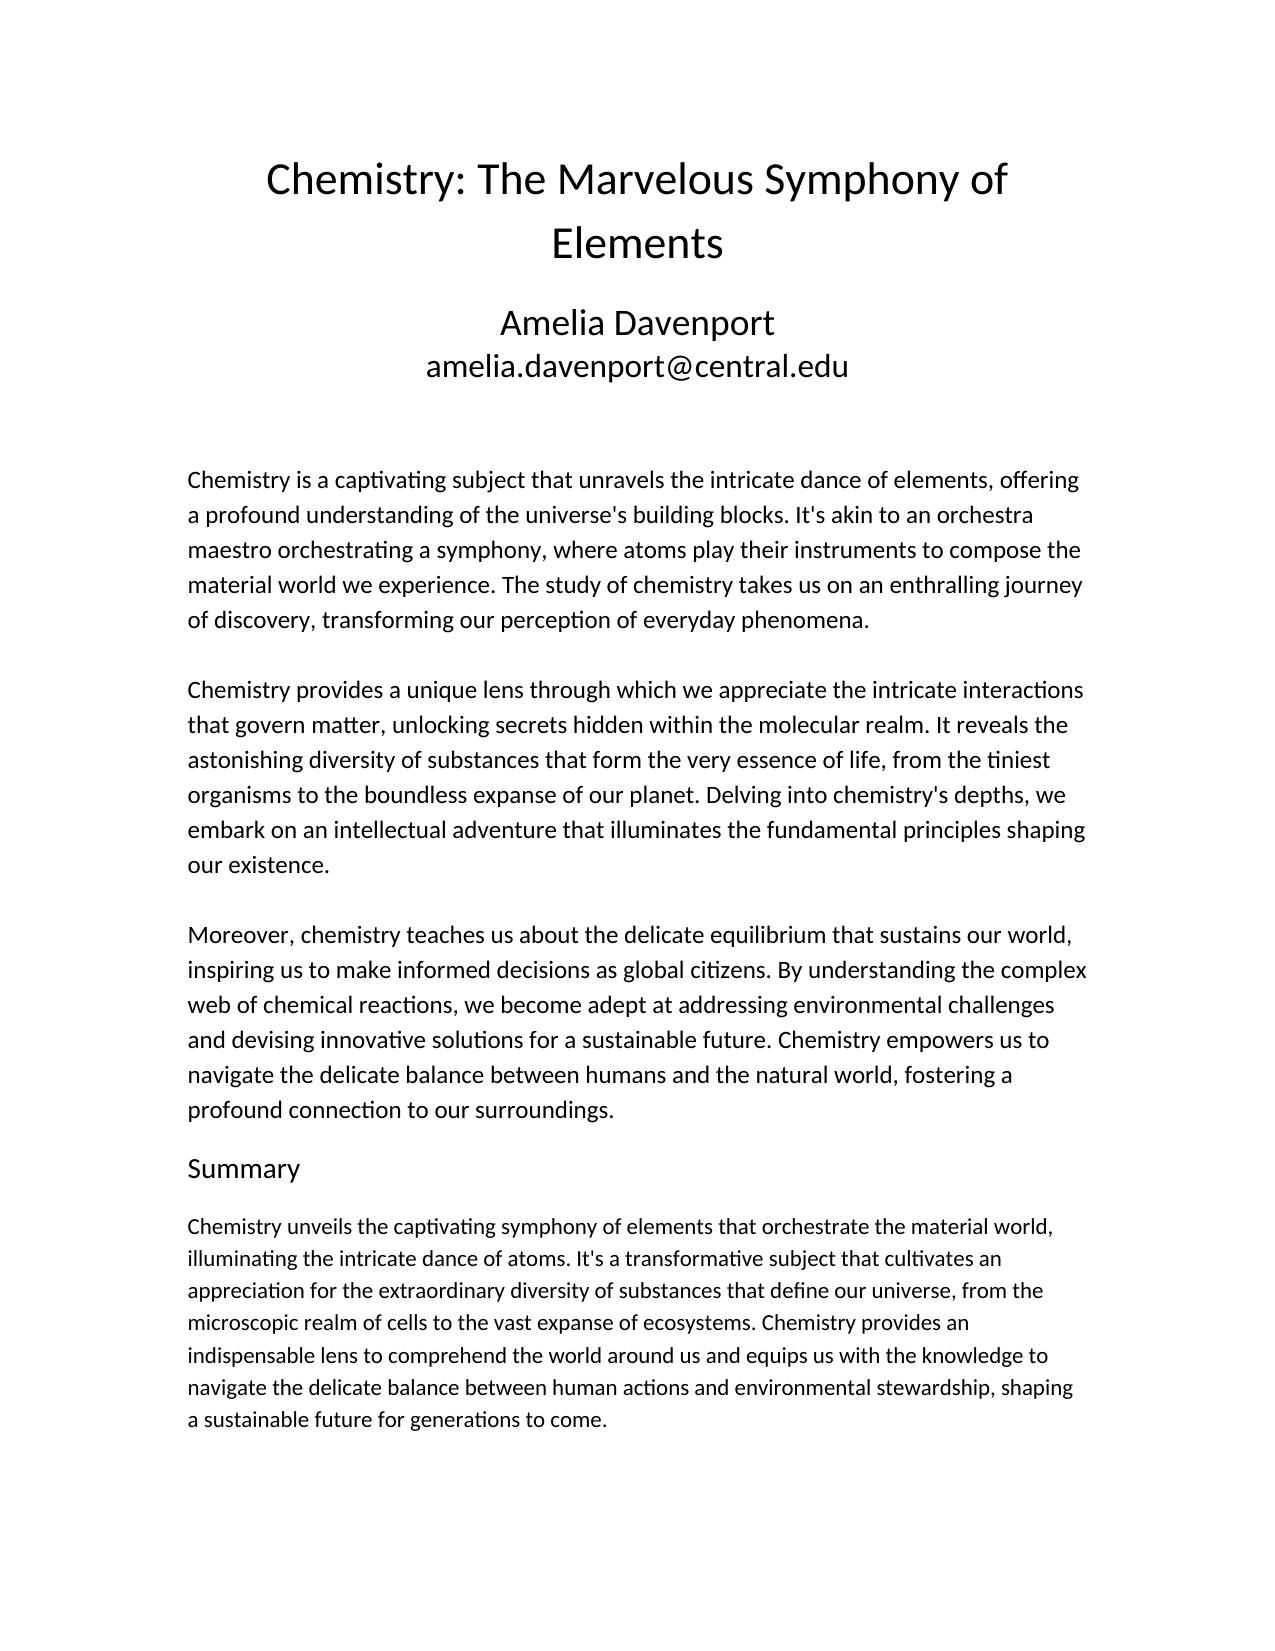 Chemistry: The Marvelous Symphony of
Elements
Amelia Davenport
amelia.davenport@central.edu
Chemistry is a captivating subject that unravels the intricate dance of elements, offering
a profound understanding of the universe's building blocks. It's akin to an orchestra
maestro orchestrating a symphony, where atoms play their instruments to compose the
material world we experience. The study of chemistry takes us on an enthralling journey
of discovery, transforming our perception of everyday phenomena.
Chemistry provides a unique lens through which we appreciate the intricate interactions
that govern matter, unlocking secrets hidden within the molecular realm. It reveals the
astonishing diversity of substances that form the very essence of life, from the tiniest
organisms to the boundless expanse of our planet. Delving into chemistry's depths, we
embark on an intellectual adventure that illuminates the fundamental principles shaping
our existence.
Moreover, chemistry teaches us about the delicate equilibrium that sustains our world,
inspiring us to make informed decisions as global citizens. By understanding the complex
web of chemical reactions, we become adept at addressing environmental challenges
and devising innovative solutions for a sustainable future. Chemistry empowers us to
navigate the delicate balance between humans and the natural world, fostering a
profound connection to our surroundings.
Summary
Chemistry unveils the captivating symphony of elements that orchestrate the material world,
illuminating the intricate dance of atoms. It's a transformative subject that cultivates an
appreciation for the extraordinary diversity of substances that define our universe, from the
microscopic realm of cells to the vast expanse of ecosystems. Chemistry provides an
indispensable lens to comprehend the world around us and equips us with the knowledge to
navigate the delicate balance between human actions and environmental stewardship, shaping
a sustainable future for generations to come.